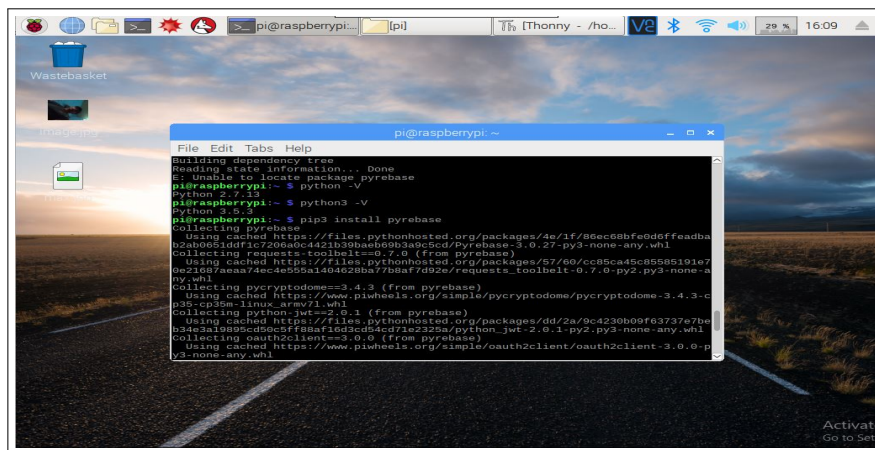 pi@raspberrypi:...
[pi]
Th [Thonny - /ho...
V2
29 %
16:09
Wastebasket
pi@raspberrypi: ~
File Edit Tabs Help
Building dependency tree
Reading state information... Done
E: Unable to locate package pyrebase
pi@raspberrypi:~ $ python -V
Python 2.7.13
pi@raspberrypi:~ $ python3 -V
Python 3.5.3
pi@raspberrypi:~ $ pip3 install pyrebase
Collecting pyrebase
Using cached https://files.pythonhosted.org/packages/4e/1f/86ec68bfe0d6ffeadba
b2ab0651ddf1c7206a0c4421b39baeb69b3a9c5cd/Pyrebase-3.0.27-py3-none-any.whl
Collecting requests-toolbelt==0.7.0 (from pyrebase)
Using cached https://files.pythonhosted.org/packages/57/60/cc85ca45c85585191e7
0e21687aeaa74ec4e555a1404628ba77b8af7d92e/requests_toolbelt-0.7.0-py2.py3-none-a
ny.whl
Collecting pycryptodome==3.4.3 (from pyrebase)
Using cached https://www.piwheels.org/simple/pycryptodome/pycryptodome-3.4.3-c
p35-cp35m-linux_armv7l.whl
Collecting python-jwt==2.0.1 (from pyrebase)
Using cached https://files.pythonhosted.org/packages/dd/2a/9c4230b09f63737e7be
b34e3a19895cd50c5ff88af16d3cd54cd71e2325a/python_jwt-2.0.1-py2.py3-none-any.whl
Collecting oauth2client==3.0.0 (from pyrebase)
Using cached https://www.piwheels.org/simple/oauth2client/oauth2client-3.0.0-p
y3-none-any.whl
Activat
Go to Set